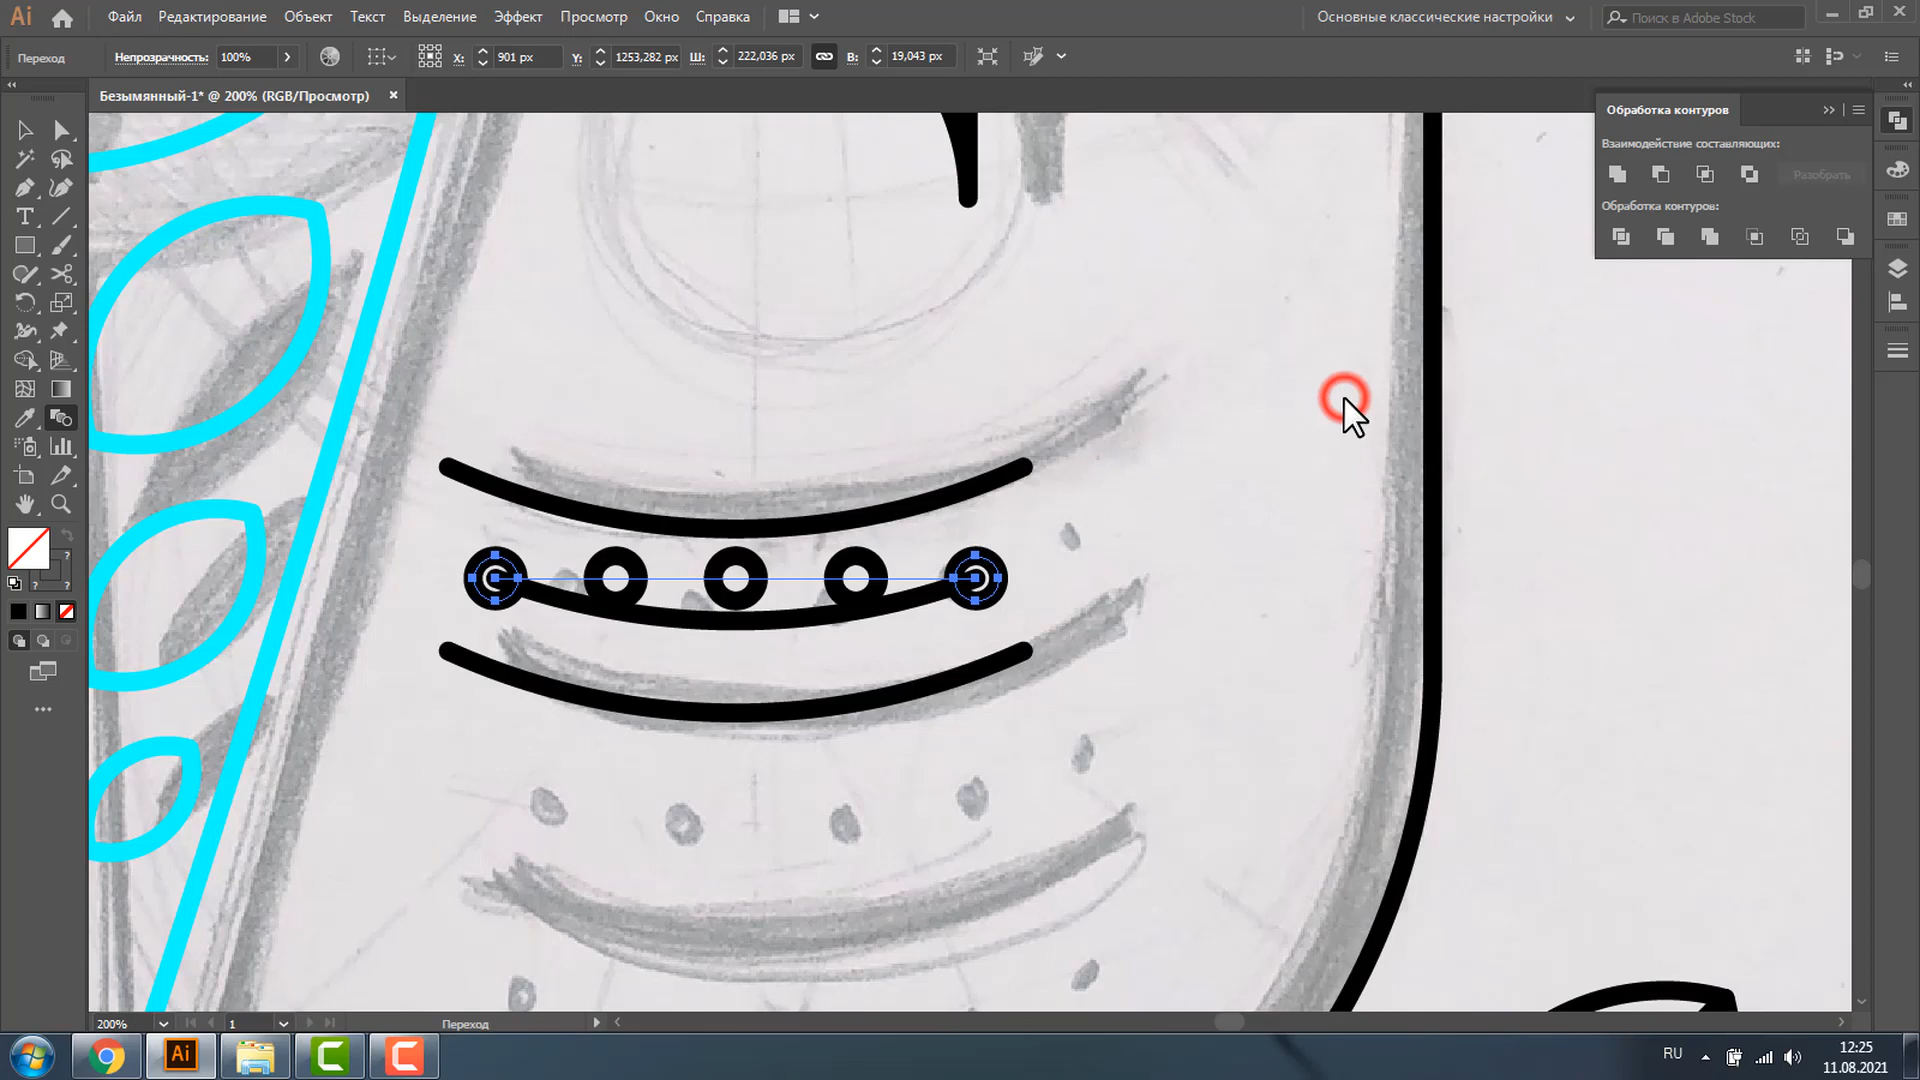 Ai Файл Редактирование Объект Текст Выделение Эффект Просмотр Окно Справка Основные классические настройки Поиск в Adobe Stock
Переход Непрозрачность: 100% X: 901 px Y: 1253,282 px Ш: 222,036 px В: 19,043 px
Безымянный-1* @ 200% (RGB/Просмотр)
Обработка контуров
Взаимодействие составляющих:
Разобрать
Обработка контуров:
? ? ?
200% 1 Переход
Ai RU 12:25
11.08.2021